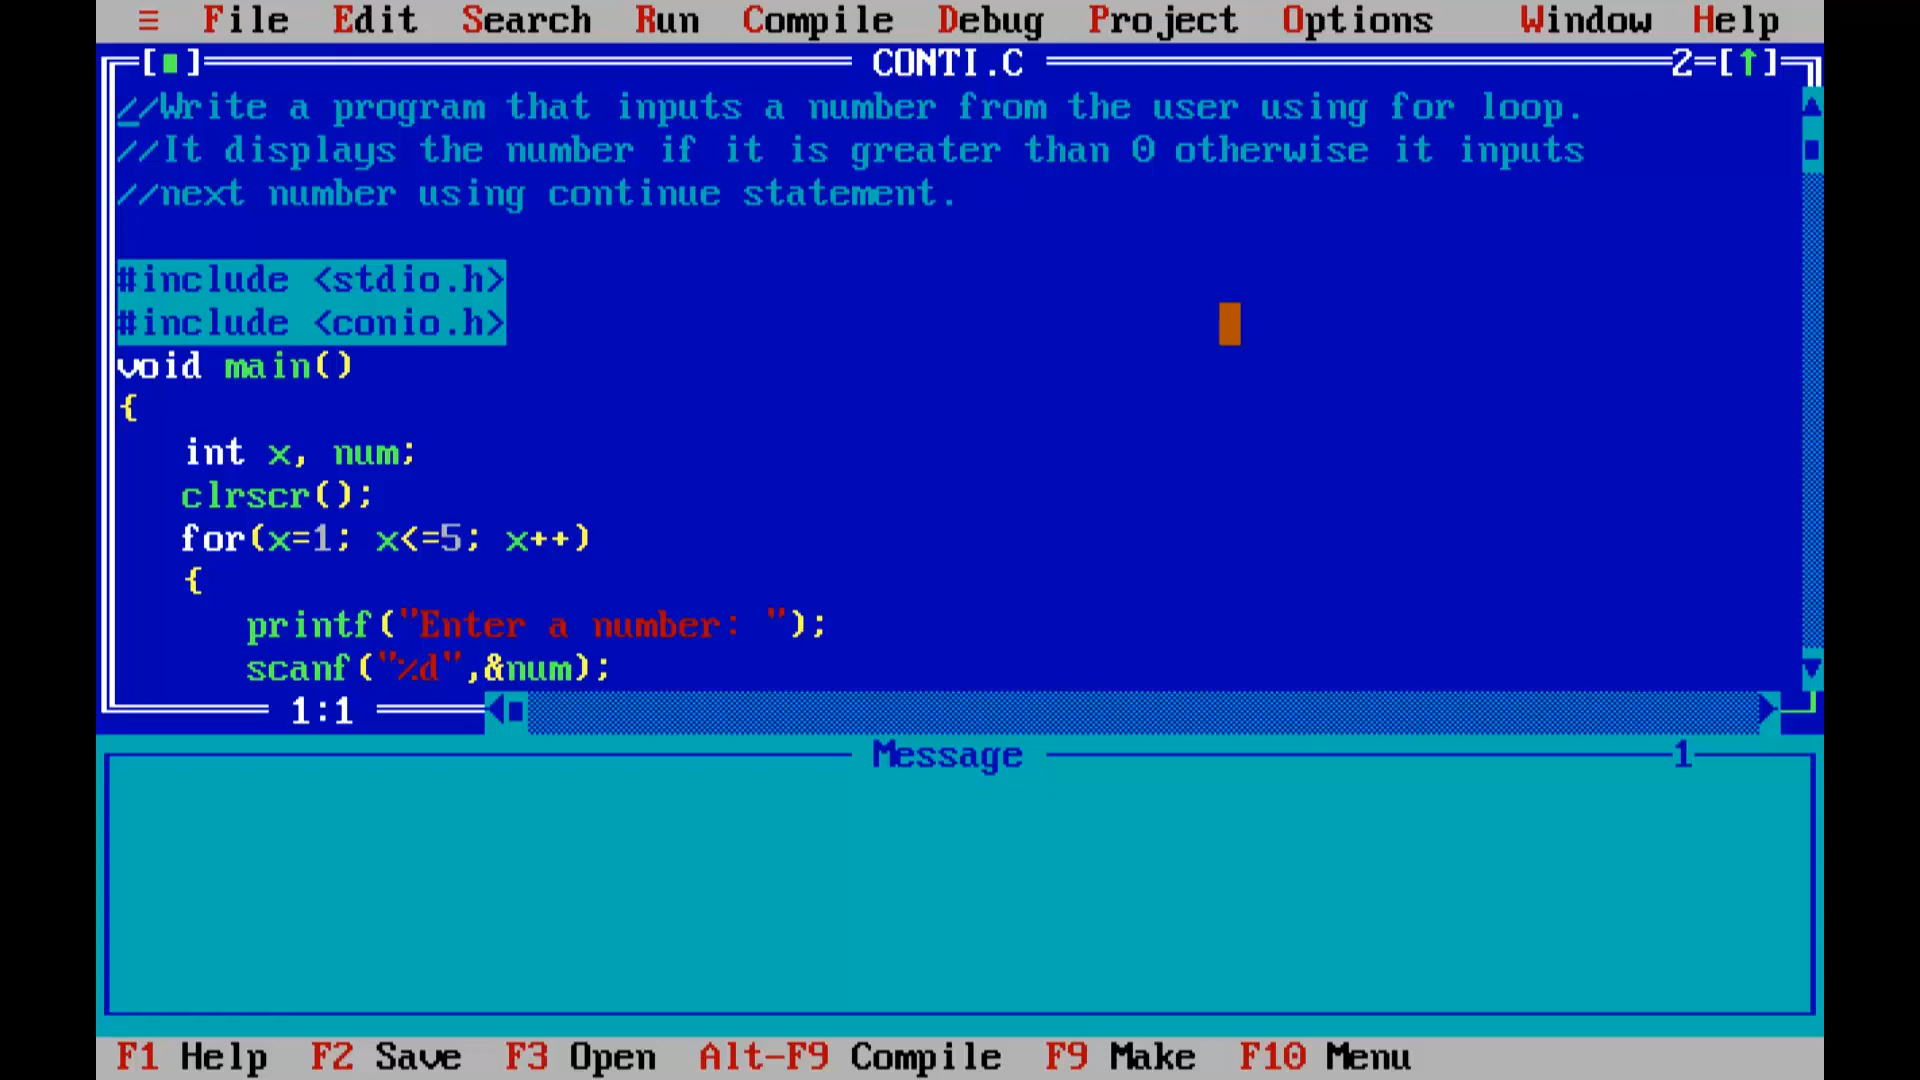 ≡ File Edit Search Run Compile Debug Project Options Window Help
[■] CONTI.C 2=[↑]
//Write a program that inputs a number from the user using for loop.
//It displays the number if it is greater than 0 otherwise it inputs
//next number using continue statement.
#include <stdio.h>
#include <conio.h>
void main()
{
int x, num;
clrscr();
for(x=1; x<=5; x++)
{
printf("Enter a number: ");
scanf("%d",&num);
1:1
Message 1
F1 Help F2 Save F3 Open Alt-F9 Compile F9 Make F10 Menu